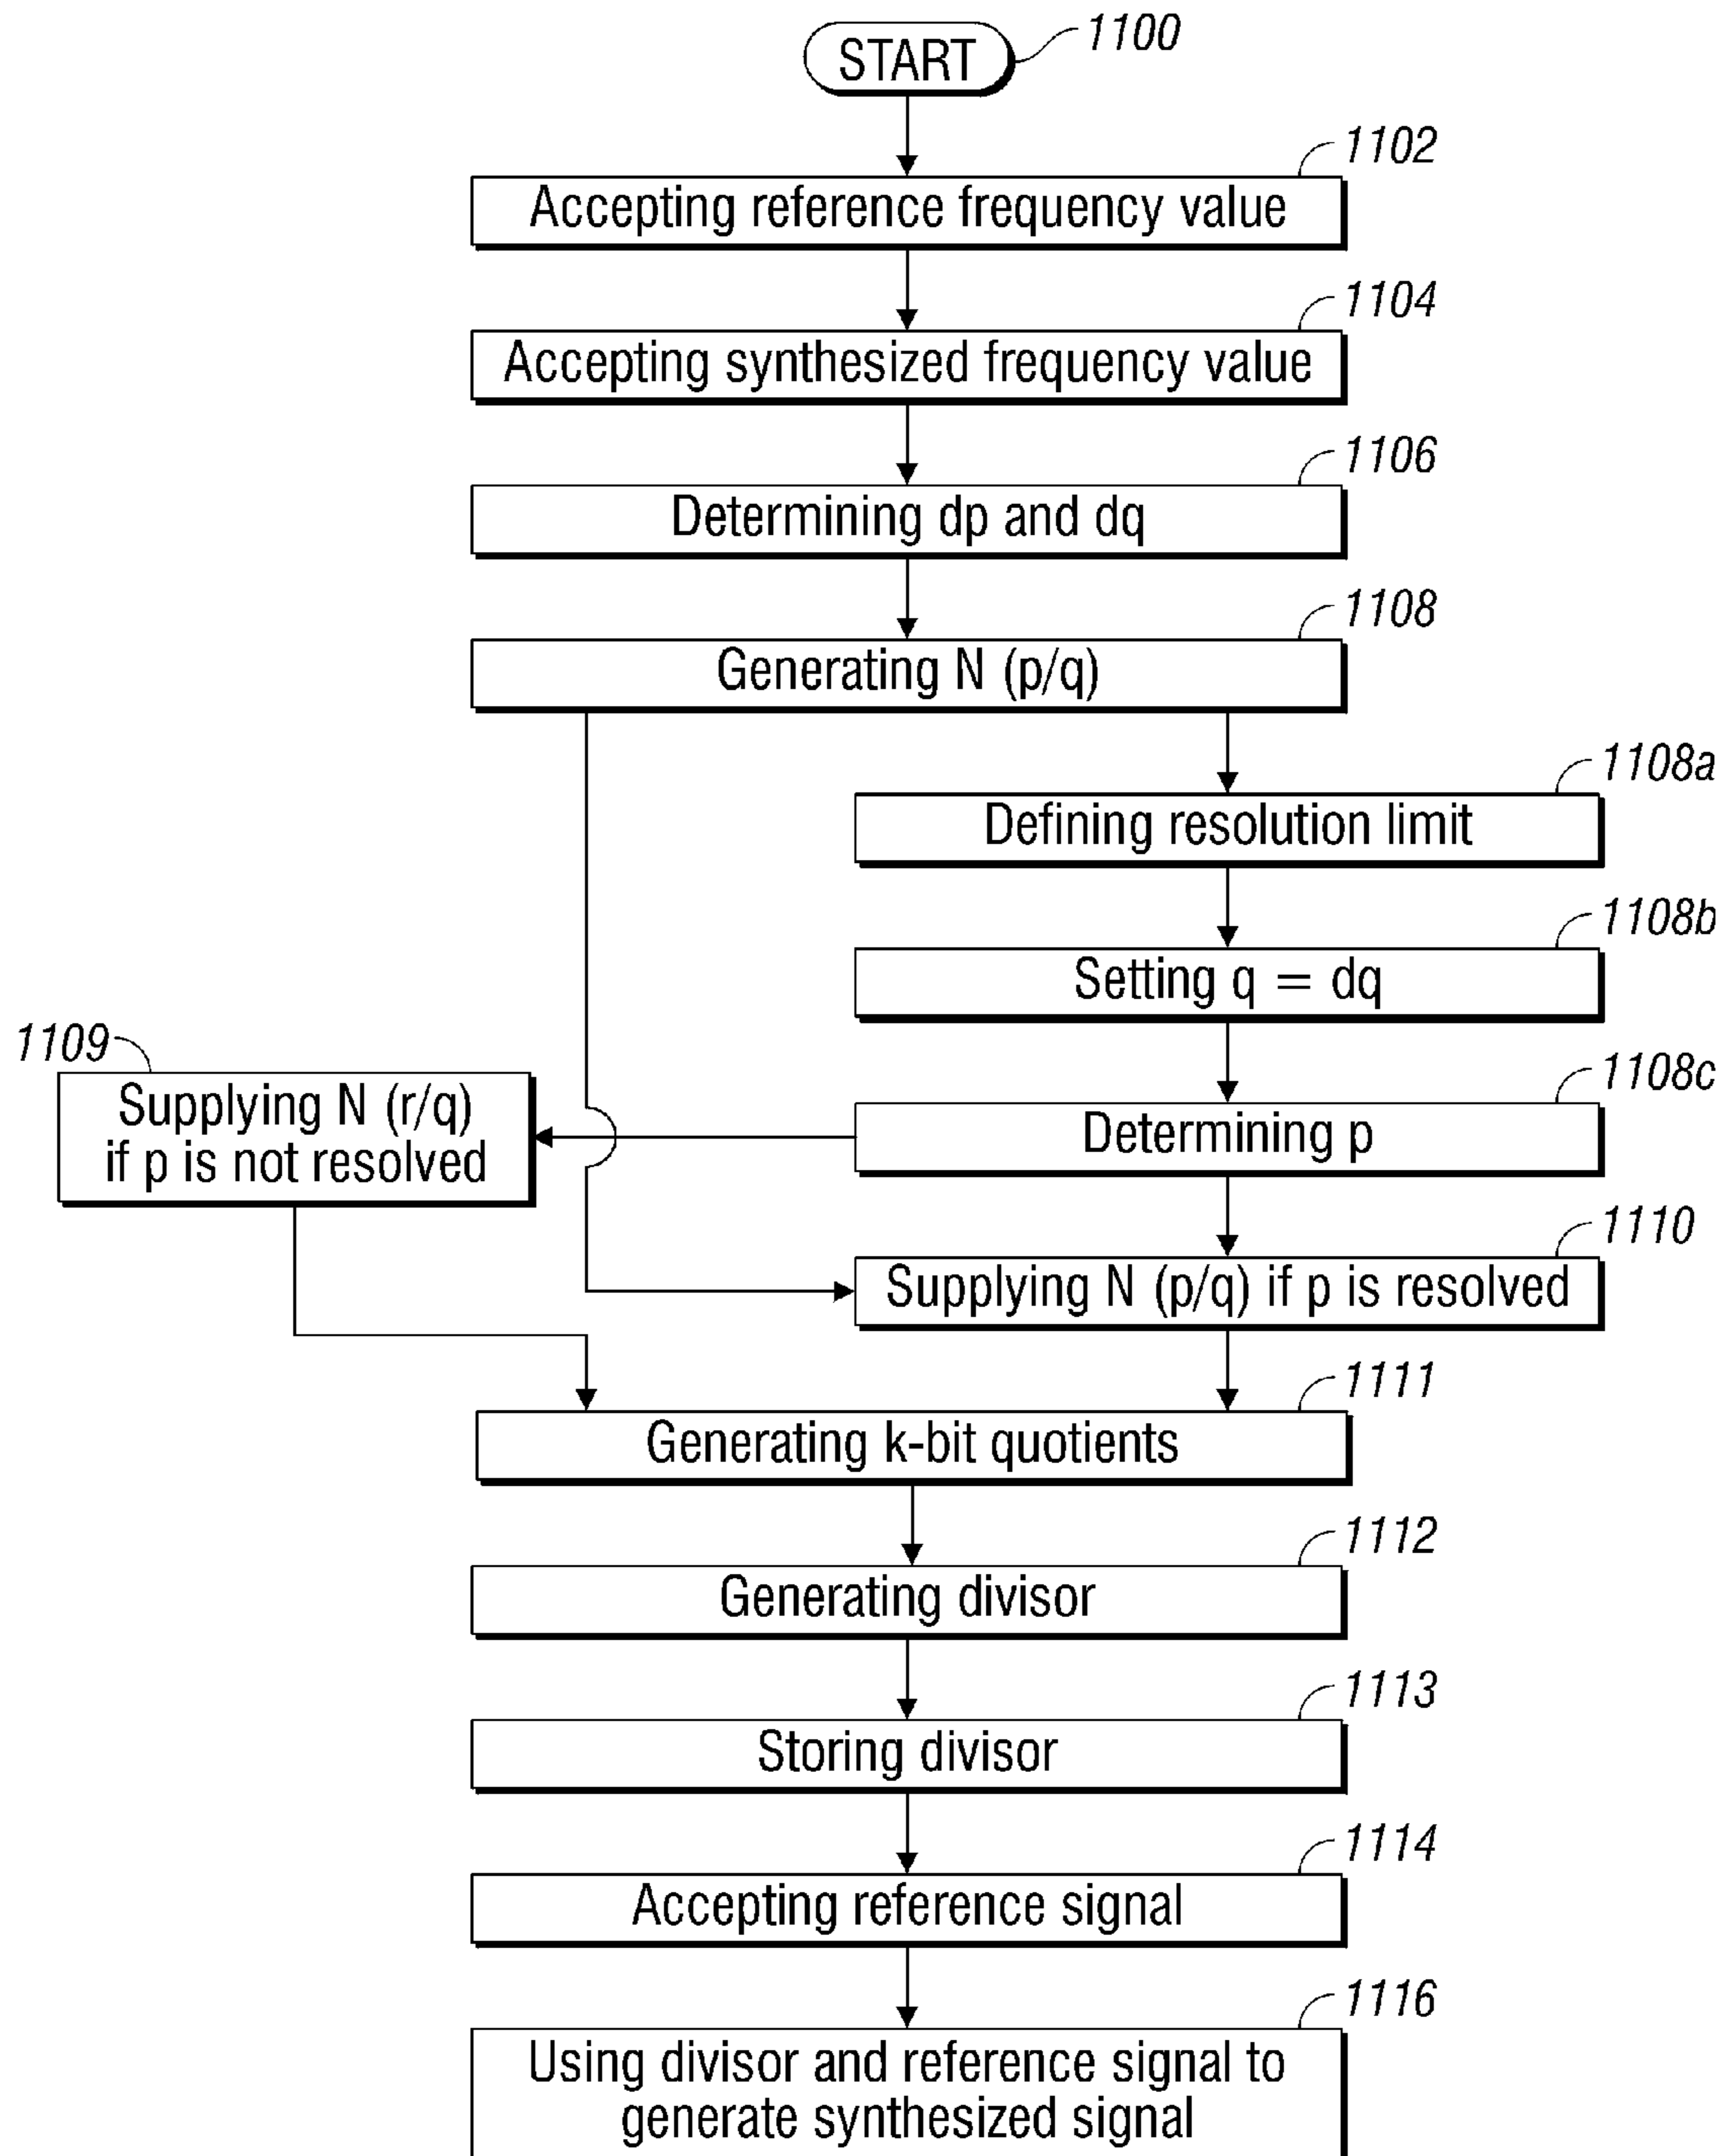 START
1100
1102
Accepting reference frequency value
1104
Accepting synthesized frequency value
1106
Determining dp and dq
1108
Generating N (p/q)
1108a
Defining resolution limit
1108b
Setting q = dq
1109
Supplying N (r/q)
if p is not resolved
1108c
Determining p
1110
Supplying N (p/q) if p is resolved
1111
Generating k-bit quotients
1112
Generating divisor
1113
Storing divisor
1114
Accepting reference signal
1116
Using divisor and reference signal to
generate synthesized signal